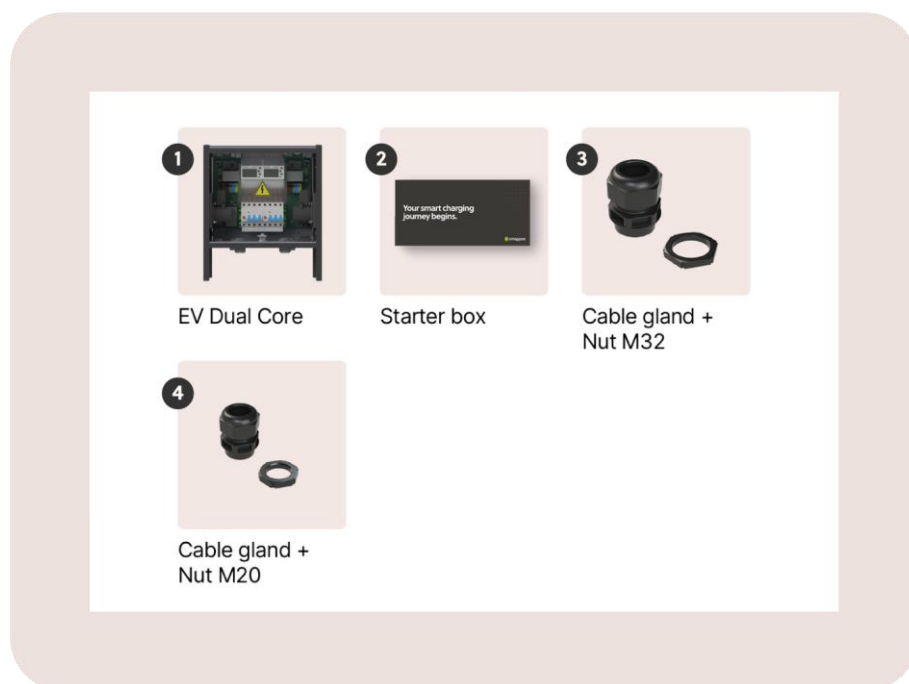 1
EV Dual Core
2
Your smart charging
journey begins.
Starter box
3
Cable gland +
Nut M32
4
Cable gland +
Nut M20